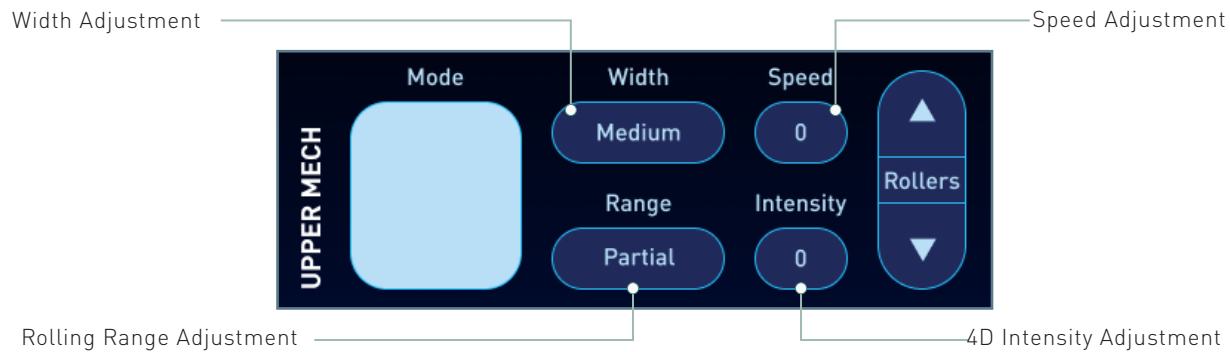 Width Adjustment
Speed Adjustment
UPPER MECH
Mode
Width
Speed
Medium
0
Rollers
Range
Intensity
Partial
0
Rolling Range Adjustment
4D Intensity Adjustment